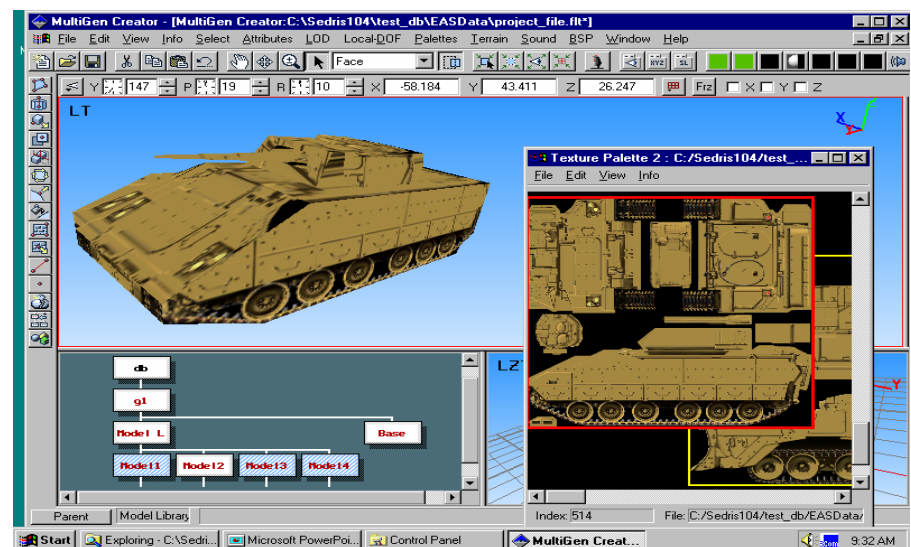 MultiGen Creator - [MultiGen Creator:C:\Sedris104\test_db\EASData\project_file.flt*]
File Edit View Info Select Attributes LOD Local-DOF Palettes Terrain Sound BSP Window Help
Face
XYZ SL
Y 147 P 19 R 10 X -58.184 Y 43.411 Z 26.247 Frz X Y Z
LT
X
Texture Palette 2 : C:/Sedris104/test_...
File Edit View Info
db
g1
Model L Base
Model1 Model2 Model3 Model4
Y
Parent Model Library
Index: 514 File: C:/Sedris104/test_db/EASData/
Start Exploring - C:\Sedri... Microsoft PowerPoi... Control Panel MultiGen Creat... 9:32 AM